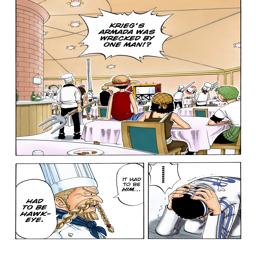 KRIEG'S
ARMADA WAS
WRECKED BY
ONE MAN!?
IT HAD
TO BE
HIM...
HAD
TO BE
HAWK-
EYE.